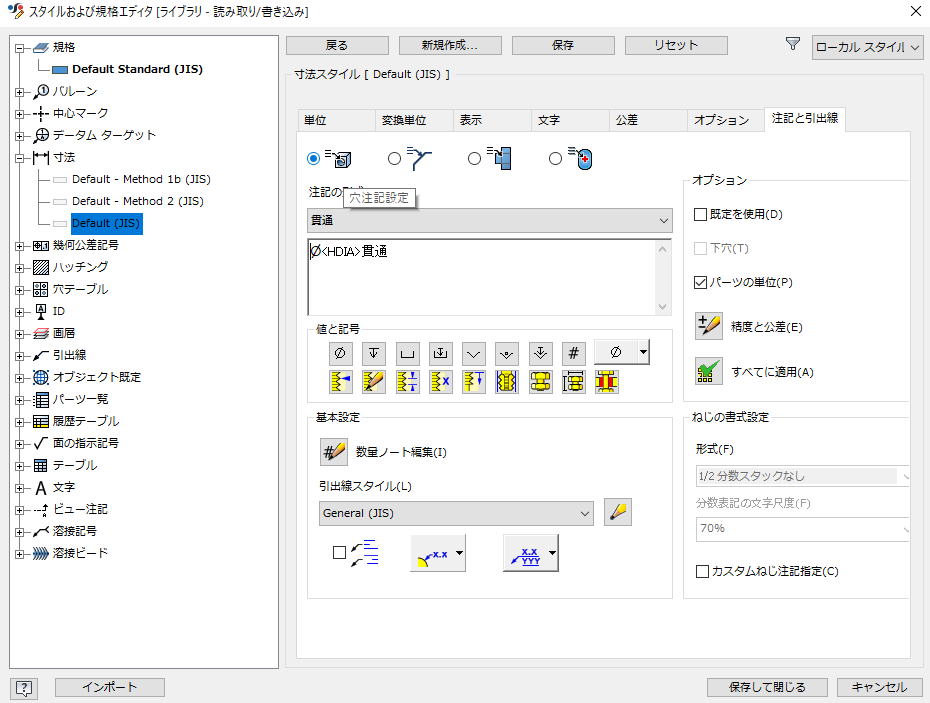 スタイルおよび規格エディタ [ライブラリ - 読み取り/書き込み]
戻る
新規作成...
保存
リセット
ローカル スタイル
規格
Default Standard (JIS)
バルーン
中心マーク
データム ターゲット
寸法
Default - Method 1b (JIS)
Default - Method 2 (JIS)
Default (JIS)
幾何公差記号
ハッチング
穴テーブル
ID
画層
引出線
オブジェクト既定
パーツ一覧
履歴テーブル
面の指示記号
テーブル
文字
ビュー注記
溶接記号
溶接ビード
寸法スタイル [ Default (JIS) ]
単位
変換単位
表示
文字
公差
オプション
注記と引出線
注記の
穴注記設定
貫通
Ø<HDIA>貫通
値と記号
Ø
#
Ø
基本設定
数量ノート編集(I)
引出線スタイル(L)
General (JIS)
x.x
X.X
YYY
オプション
既定を使用(D)
下穴(T)
パーツの単位(P)
精度と公差(E)
すべてに適用(A)
ねじの書式設定
形式(F)
1/2 分数スタックなし
分数表記の文字尺度(F)
70%
カスタムねじ注記指定(C)
?
インポート
保存して閉じる
キャンセル